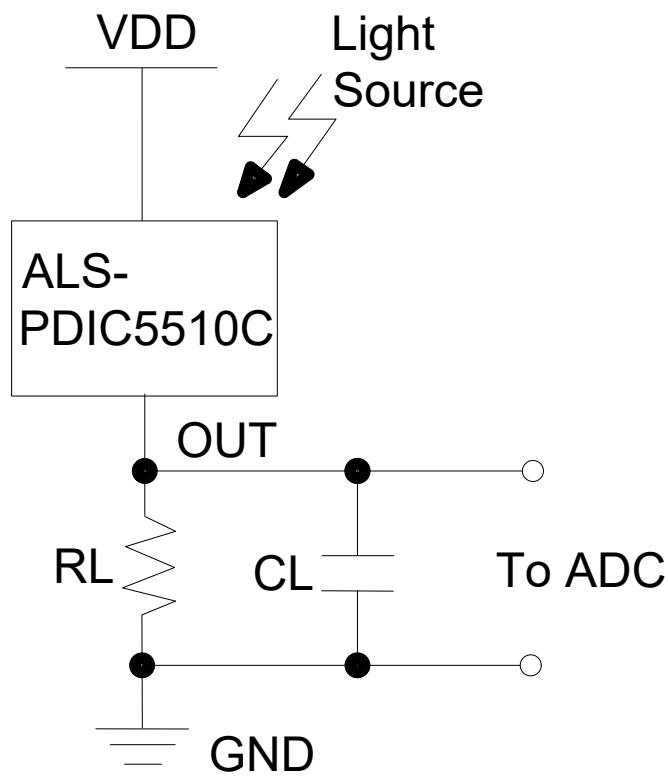 VDD
Light
Source
ALS-
PDIC5510C
OUT
RL
CL
To ADC
GND